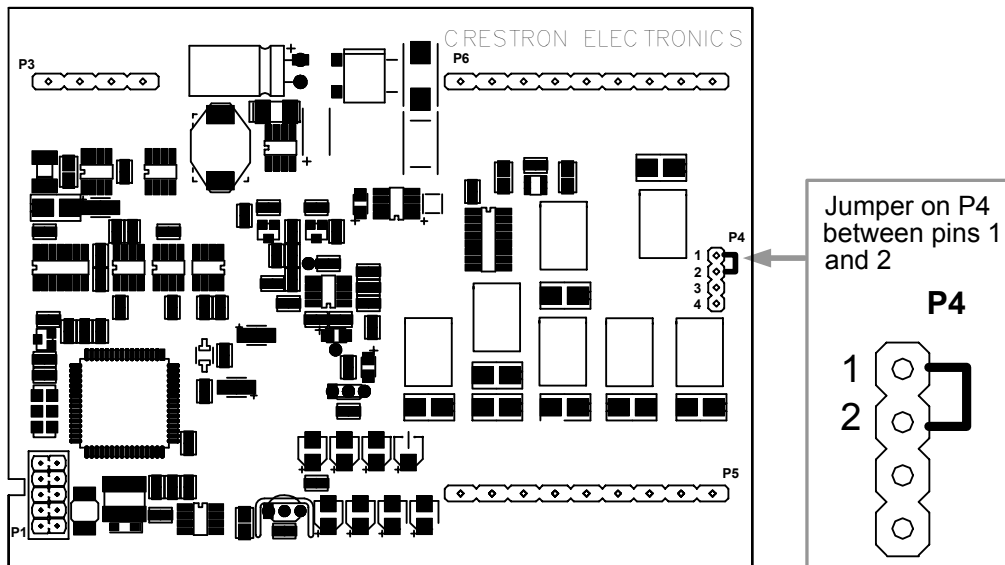 CRESTRON ELECTRONICS
P3
P6
P4
1
2
3
4
P5
P1
Jumper on P4
between pins 1
and 2
P4
1
2